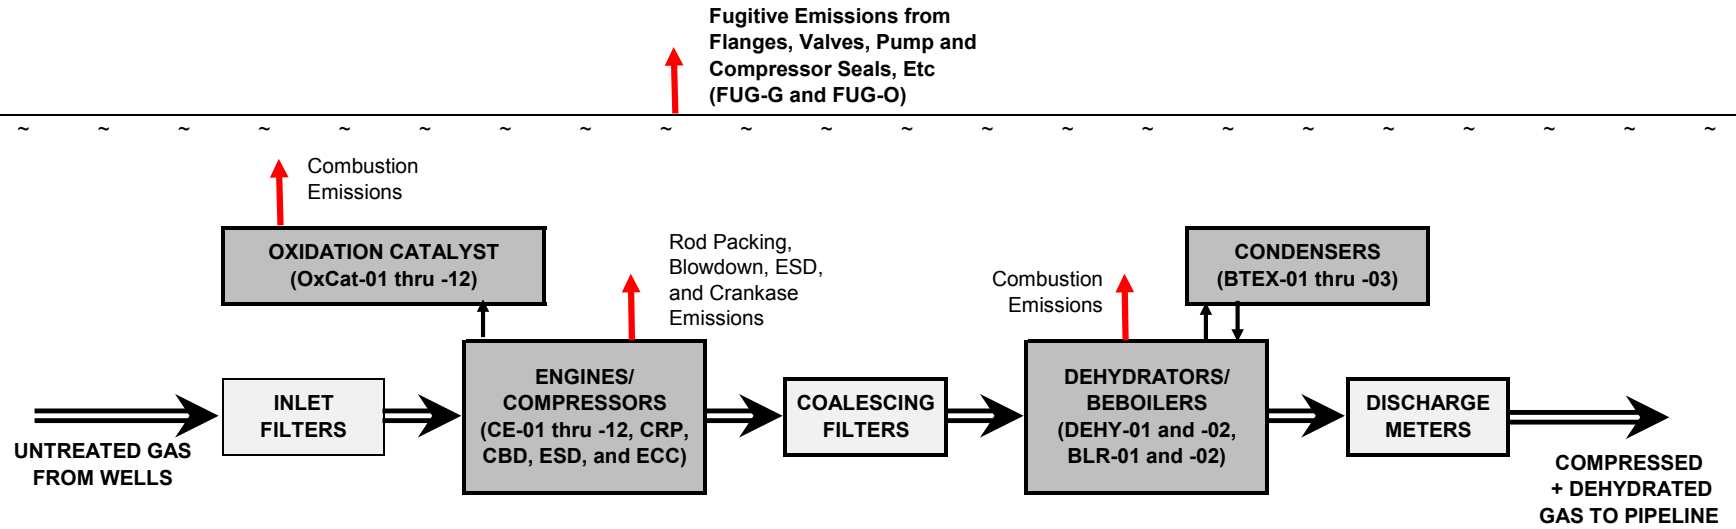 Fugitive Emissions from
Flanges, Valves, Pump and
Compressor Seals, Etc
(FUG-G and FUG-O)
~ ~ ~ ~ ~ ~ ~ ~ ~ ~ ~ ~ ~ ~ ~ ~ ~ ~ ~ ~ ~ ~
Combustion
Emissions
OXIDATION CATALYST
(OxCat-01 thru -12)
Rod Packing,
Blowdown, ESD,
and Crankase
Emissions
Combustion
Emissions
CONDENSERS
(BTEX-01 thru -03)
UNTREATED GAS
FROM WELLS
INLET
FILTERS
ENGINES/
COMPRESSORS
(CE-01 thru -12, CRP,
CBD, ESD, and ECC)
COALESCING
FILTERS
DEHYDRATORS/
BEBOILERS
(DEHY-01 and -02,
BLR-01 and -02)
DISCHARGE
METERS
COMPRESSED
+ DEHYDRATED
GAS TO PIPELINE